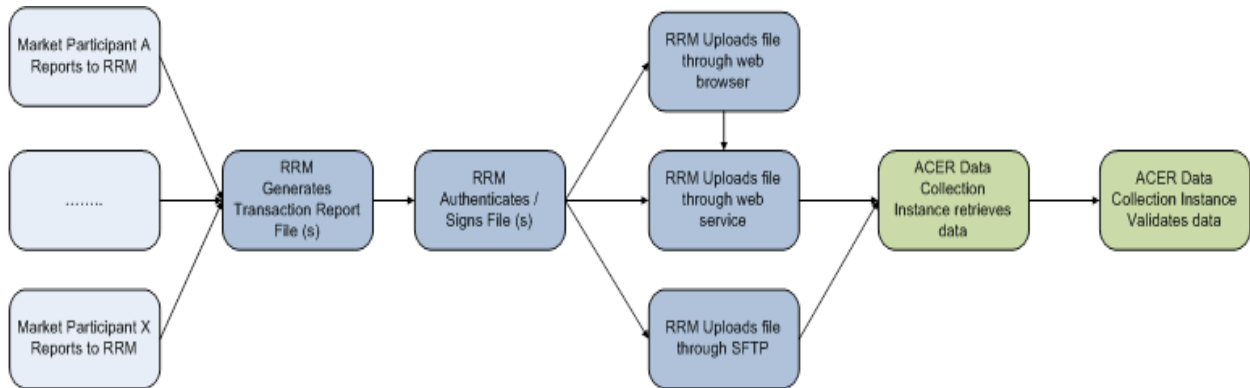 Market Participant A
Reports to RRM
........
Market Participant X
Reports to RRM
RRM
Generates
Transaction Report
File (s)
RRM
Authenticates /
Signs File (s)
RRM Uploads file
through web
browser
RRM Uploads file
through web
service
RRM Uploads file
through SFTP
ACER Data
Collection
Instance retrieves
data
ACER Data
Collection Instance
Validates data